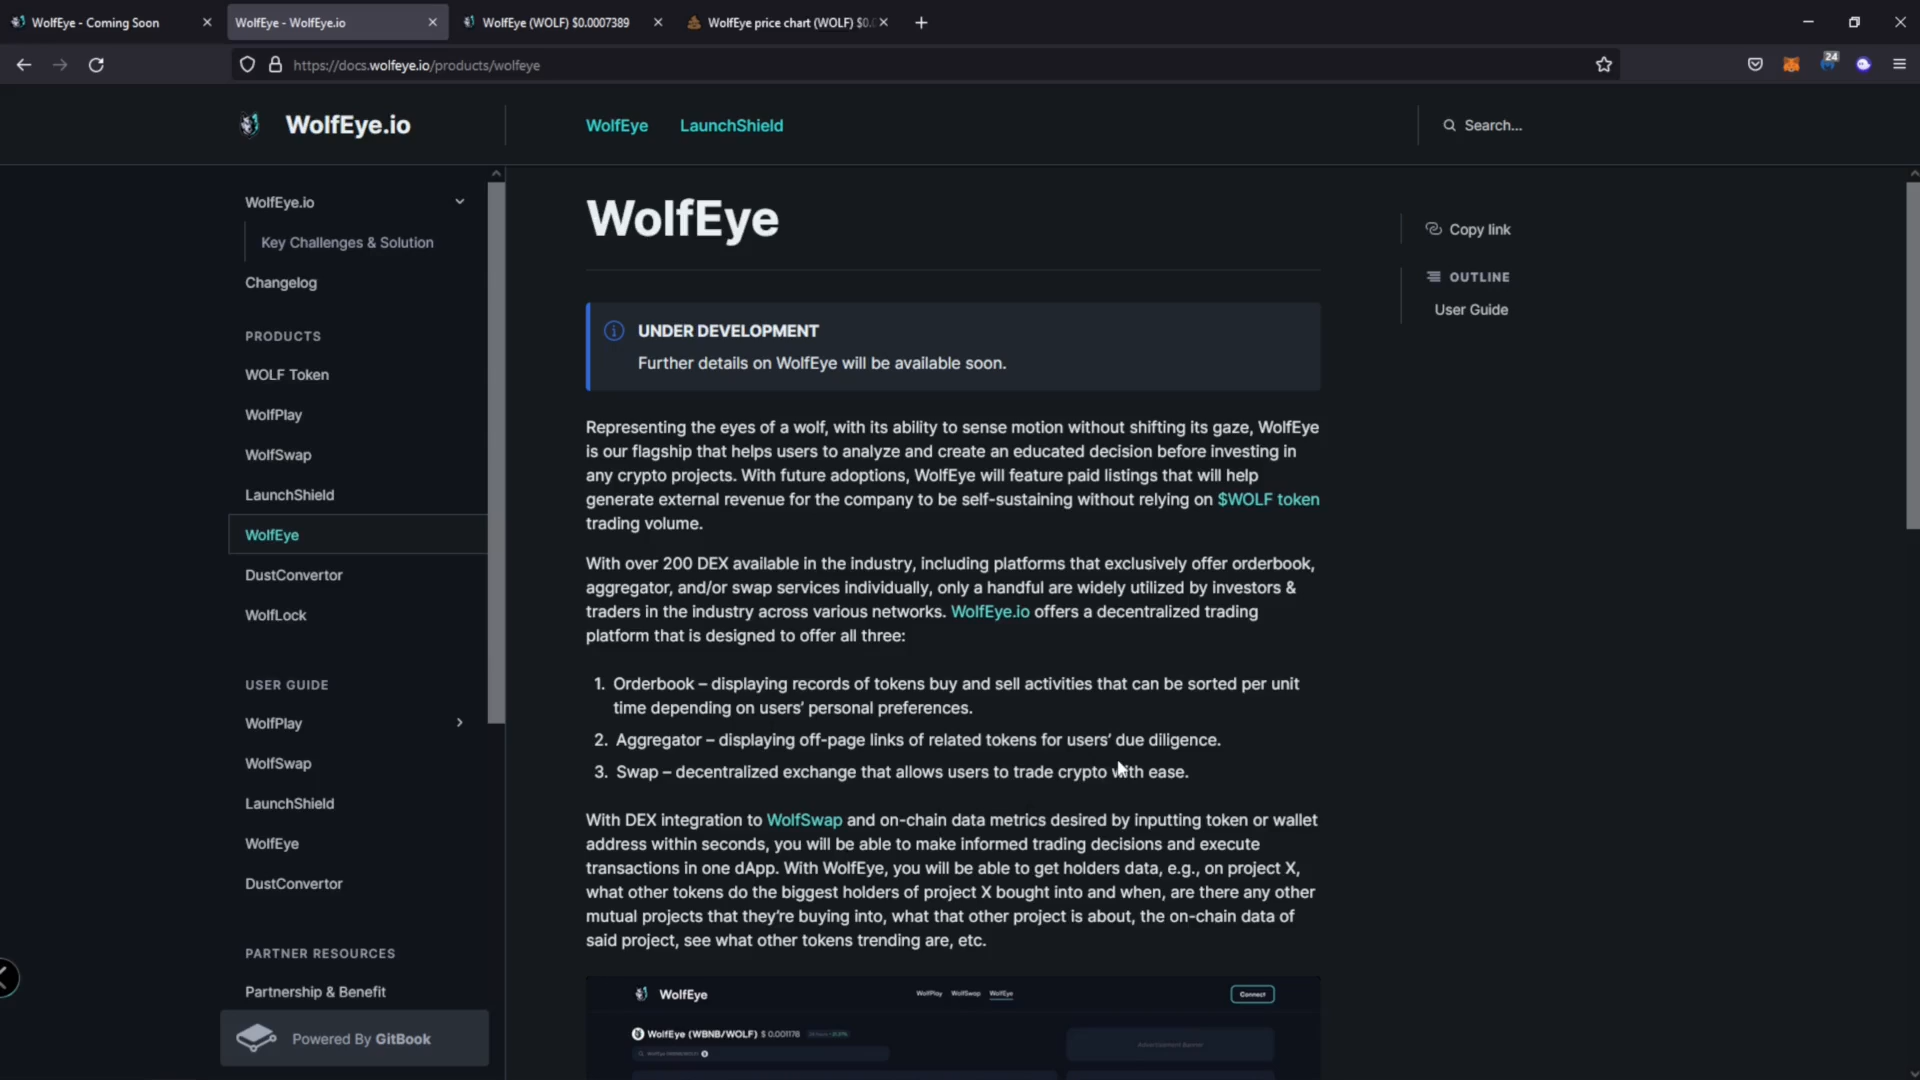 WolfEye - Coming Soon
WolfEye - WolfEye.io
WolfEye (WOLF) $0.0007389
WolfEye price chart (WOLF) $0.
https://docs.wolfeye.io/products/wolfeye
24
WolfEye.io
WolfEye
LaunchShield
Search...
WolfEye.io
Key Challenges & Solution
Changelog
PRODUCTS
WOLF Token
WolfPlay
WolfSwap
LaunchShield
WolfEye
DustConvertor
WolfLock
USER GUIDE
WolfPlay
WolfSwap
LaunchShield
WolfEye
DustConvertor
PARTNER RESOURCES
Partnership & Benefit
Powered By GitBook
WolfEye
UNDER DEVELOPMENT
Further details on WolfEye will be available soon.
Representing the eyes of a wolf, with its ability to sense motion without shifting its gaze, WolfEye
is our flagship that helps users to analyze and create an educated decision before investing in
any crypto projects. With future adoptions, WolfEye will feature paid listings that will help
generate external revenue for the company to be self-sustaining without relying on $WOLF token
trading volume.
With over 200 DEX available in the industry, including platforms that exclusively offer orderbook,
aggregator, and/or swap services individually, only a handful are widely utilized by investors &
traders in the industry across various networks. WolfEye.io offers a decentralized trading
platform that is designed to offer all three:
1. Orderbook – displaying records of tokens buy and sell activities that can be sorted per unit
time depending on users’ personal preferences.
2. Aggregator – displaying off-page links of related tokens for users’ due diligence.
3. Swap – decentralized exchange that allows users to trade crypto with ease.
With DEX integration to WolfSwap and on-chain data metrics desired by inputting token or wallet
address within seconds, you will be able to make informed trading decisions and execute
transactions in one dApp. With WolfEye, you will be able to get holders data, e.g., on project X,
what other tokens do the biggest holders of project X bought into and when, are there any other
mutual projects that they’re buying into, what that other project is about, the on-chain data of
said project, see what other tokens trending are, etc.
WolfEye
WolfPlay WolfSwap WolfEye
Connect
WolfEye (WBNB/WOLF) $ 0.001178
Advertisement Banner
Copy link
OUTLINE
User Guide